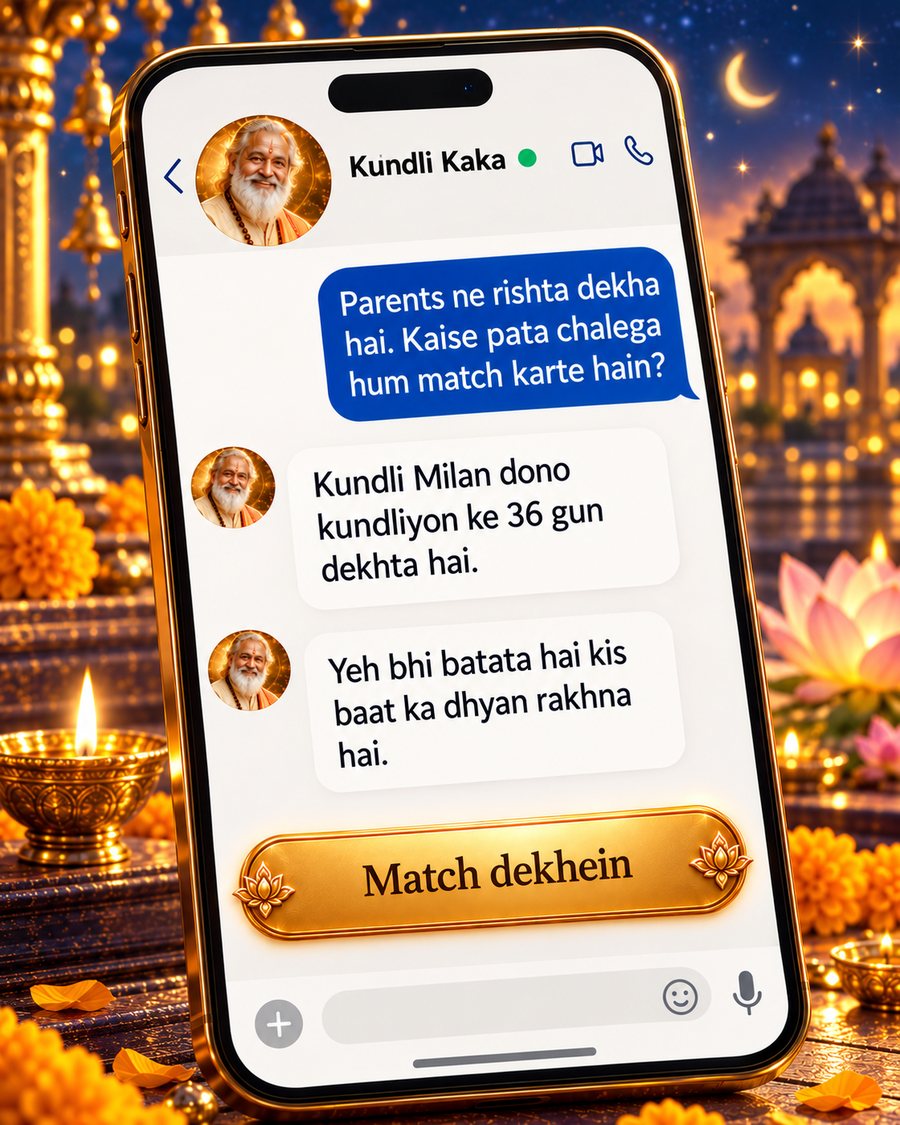 Kundli Kaka
Parents ne rishta dekha
hai. Kaise pata chalega
hum match karte hain?
Kundli Milan dono
kundliyon ke 36 gun
dekhta hai.
Yeh bhi batata hai kis
baat ka dhyan rakhna
hai.
Match dekhein